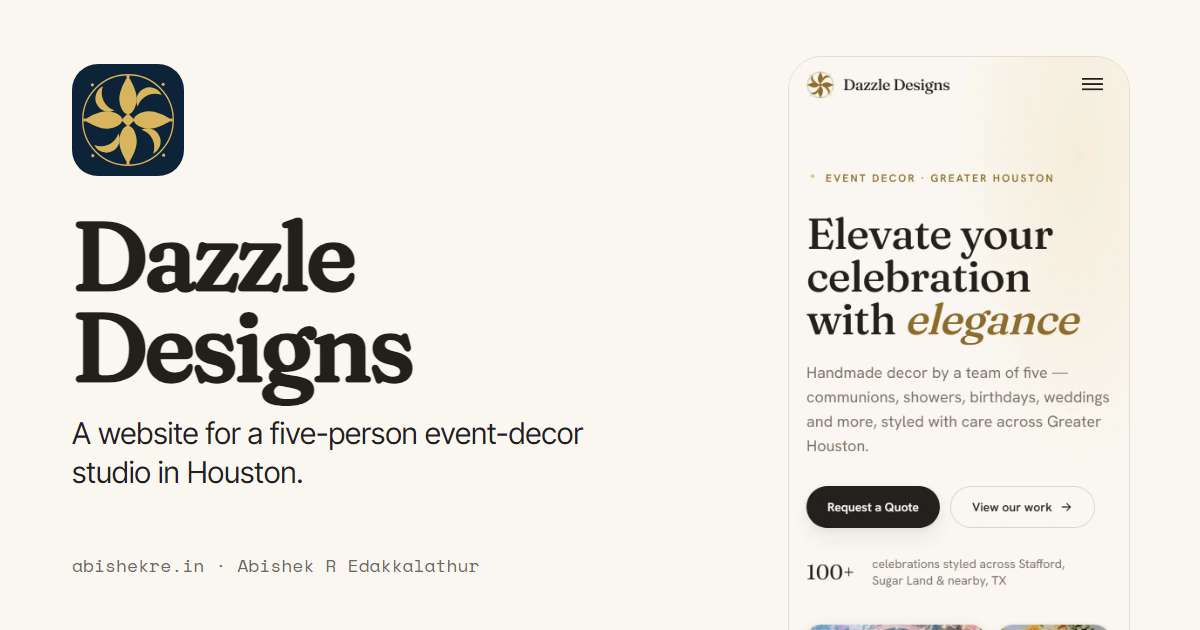 Dazzle
Designs
A website for a five-person event-decor
studio in Houston.
abishekre.in · Abishek R Edakkalathur
Dazzle Designs
EVENT DECOR · GREATER HOUSTON
Elevate your
celebration
with elegance
Handmade decor by a team of five —
communions, showers, birthdays, weddings
and more, styled with care across Greater
Houston.
Request a Quote
View our work →
100+
celebrations styled across Stafford,
Sugar Land & nearby, TX